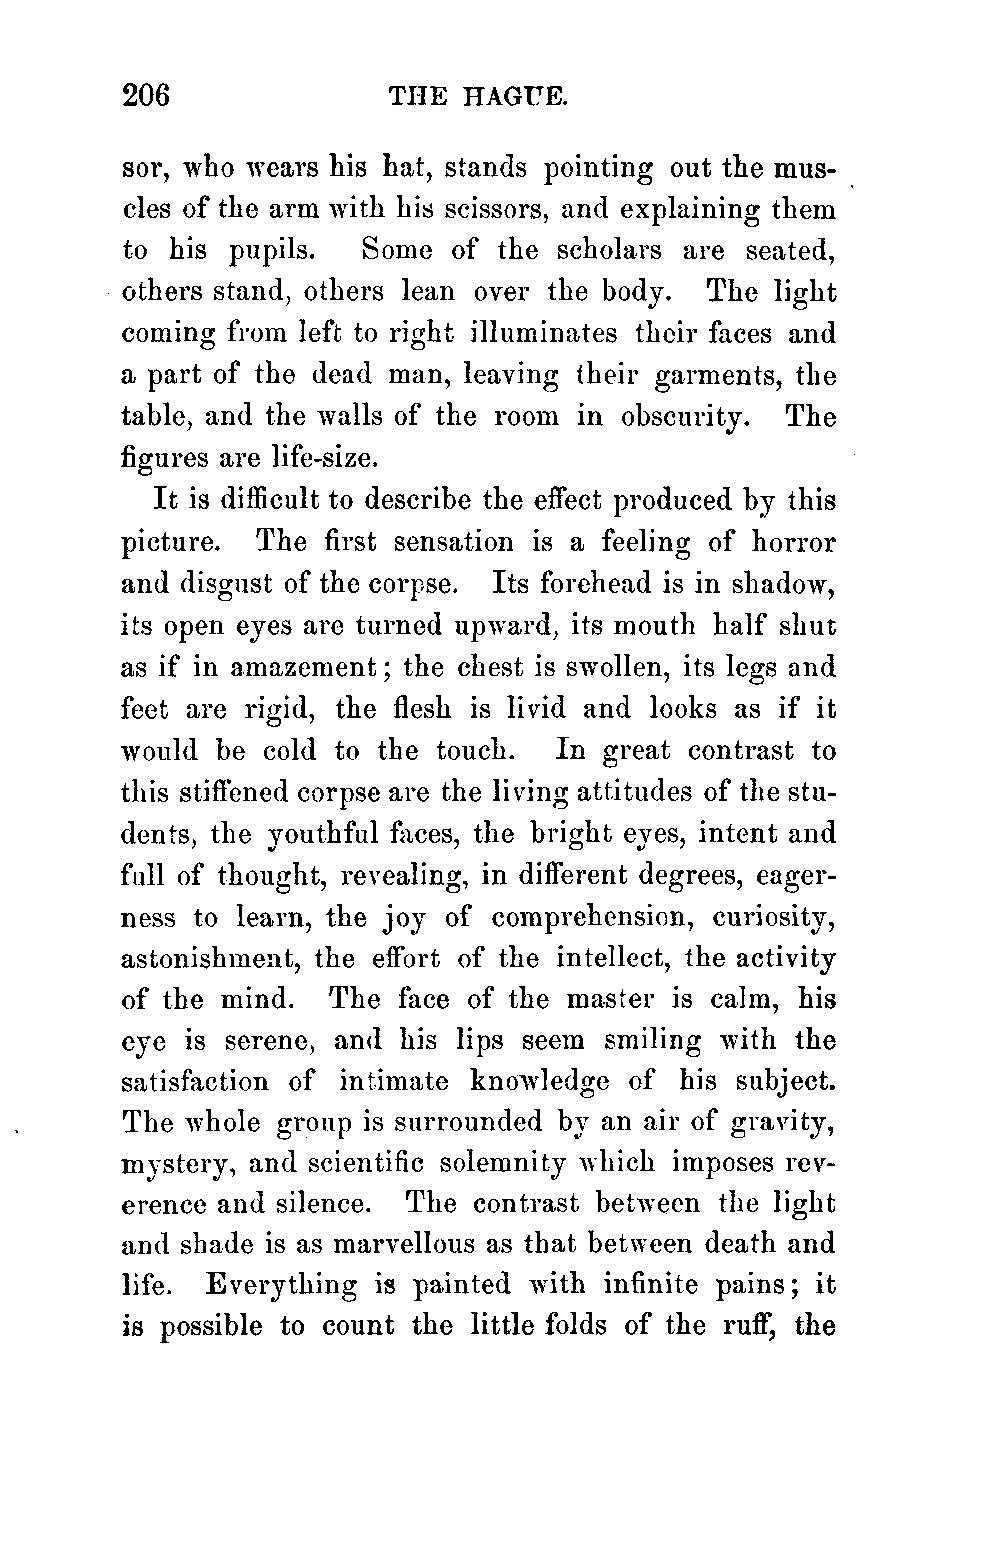 206 THE HAGUE.
sor, who wears his hat, stands pointing out the mus-
cles of the arm with his scissors, and explaining them
to his pupils. Some of the scholars are seated,
others stand, others lean over the body. The light
coming from left to right illuminates their faces and
a part of the dead man, leaving their garments, the
table, and the walls of the room in obscurity. The
figures are life-size.
It is difficult to describe the effect produced by this
picture. The first sensation is a feeling of horror
and disgust of the corpse. Its forehead is in shadow,
its open eyes are turned upward, its mouth half shut
as if in amazement; the chest is swollen, its legs and
feet are rigid, the flesh is livid and looks as if it
would be cold to the touch. In great contrast to
this stiffened corpse are the living attitudes of the stu-
dents, the youthful faces, the bright eyes, intent and
full of thought, revealing, in different degrees, eager-
ness to learn, the joy of comprehension, curiosity,
astonishment, the effort of the intellect, the activity
of the mind. The face of the master is calm, his
eye is serene, and his lips seem smiling with the
satisfaction of intimate knowledge of his subject.
The whole group is surrounded by an air of gravity,
mystery, and scientific solemnity which imposes rev-
erence and silence. The contrast between the light
and shade is as marvellous as that between death and
life. Everything is painted with infinite pains; it
is possible to count the little folds of the ruff, the